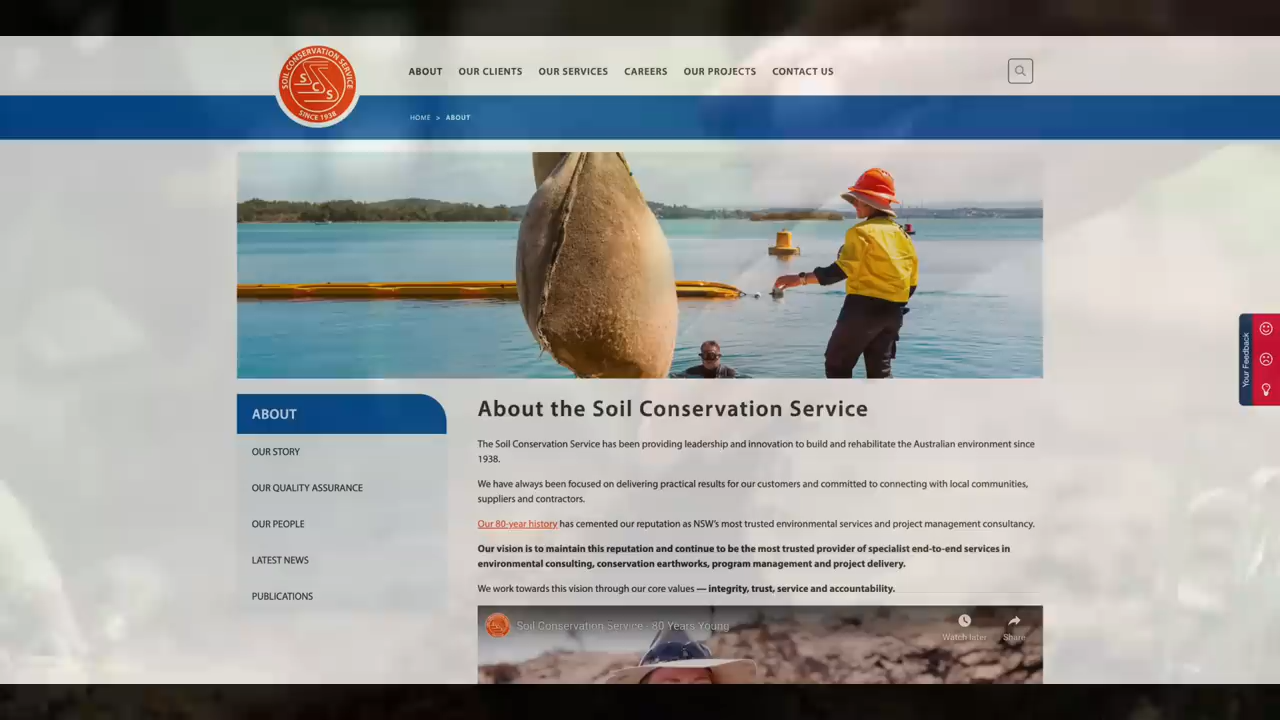 SOIL CONSERVATION SERVICE
SCS
SINCE 1938
ABOUT OUR CLIENTS OUR SERVICES CAREERS OUR PROJECTS CONTACT US
HOME > ABOUT
Your Feedback
ABOUT
OUR STORY
OUR QUALITY ASSURANCE
OUR PEOPLE
LATEST NEWS
PUBLICATIONS
About the Soil Conservation Service
The Soil Conservation Service has been providing leadership and innovation to build and rehabilitate the Australian environment since
1938.
We have always been focused on delivering practical results for our customers and committed to connecting with local communities,
suppliers and contractors.
Our 80-year history has cemented our reputation as NSW's most trusted environmental services and project management consultancy.
Our vision is to maintain this reputation and continue to be the most trusted provider of specialist end-to-end services in
environmental consulting, conservation earthworks, program management and project delivery.
We work towards this vision through our core values — integrity, trust, service and accountability.
Soil Conservation Service - 80 Years Young
Watch later Share